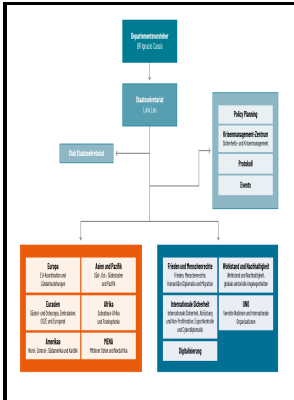 Departementsvorsteher
BR Ignazio Cassis
Staatssekretariat
Livia Leu
Stab Staatssekretariat
Policy Planning
Krisenmanagement-Zentrum
Sicherheits- und Krisenmanagement
Protokoll
Events
Europa
EU-Koordination und
Länderbeziehungen
Asien und Pazifik
Süd-, Ost-, Südostasien
und Pazifik
Eurasien
Südost- und Osteuropa, Zentralasien,
OSZE und Europarat
Afrika
Subsahara-Afrika
und Frankophonie
Amerikas
Nord-, Zentral-, Südamerika und Karibik
MENA
Mittlerer Osten und Nordafrika
Frieden und Menschenrechte
Frieden, Menschenrechte,
Humanitäre Diplomatie und Migration
Wohlstand und Nachhaltigkeit
Wohlstand und Nachhaltigkeit,
globale sektorielle Angelegenheiten
Internationale Sicherheit
Internationale Sicherheit, Abrüstung
und Non-Proliferation, Exportkontrolle
und Cyberdiplomatie
UNO
Vereinte Nationen und Internationale
Organisationen
Digitalisierung